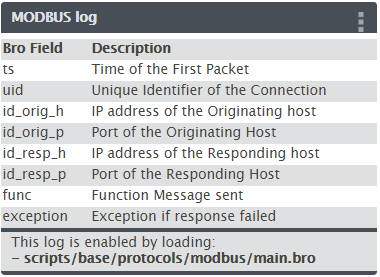 MODBUS log
Bro Field Description
ts Time of the First Packet
uid Unique Identifier of the Connection
id_orig_h IP address of the Originating host
id_orig_p Port of the Originating Host
id_resp_h IP address of the Responding host
id_resp_p Port of the Responding Host
func Function Message sent
exception Exception if response failed
This log is enabled by loading:
– scripts/base/protocols/modbus/main.bro